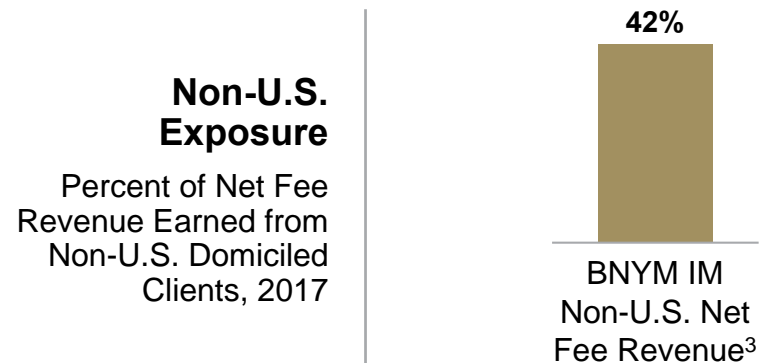 Non-U.S.
Exposure
Percent of Net Fee
Revenue Earned from
Non-U.S. Domiciled
Clients, 2017
42%
BNYM IM
Non-U.S. Net
Fee Revenue³